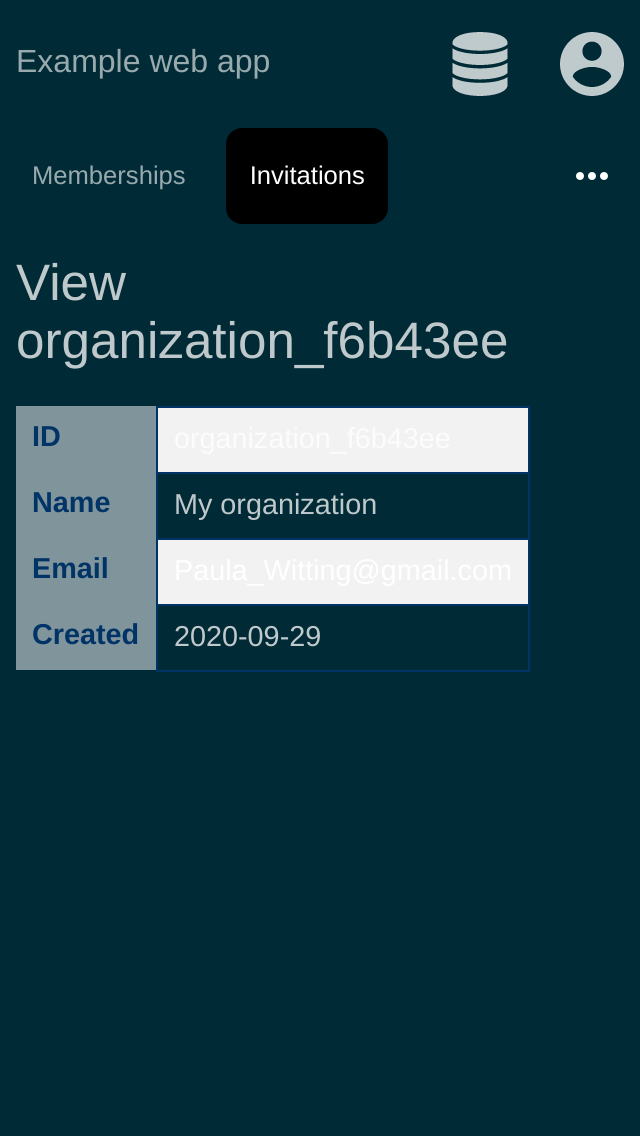 Example web app
Memberships Invitations
View
organization_f6b43ee
ID organization_f6b43ee
Name My organization
Email Paula_Witting@gmail.com
Created 2020-09-29